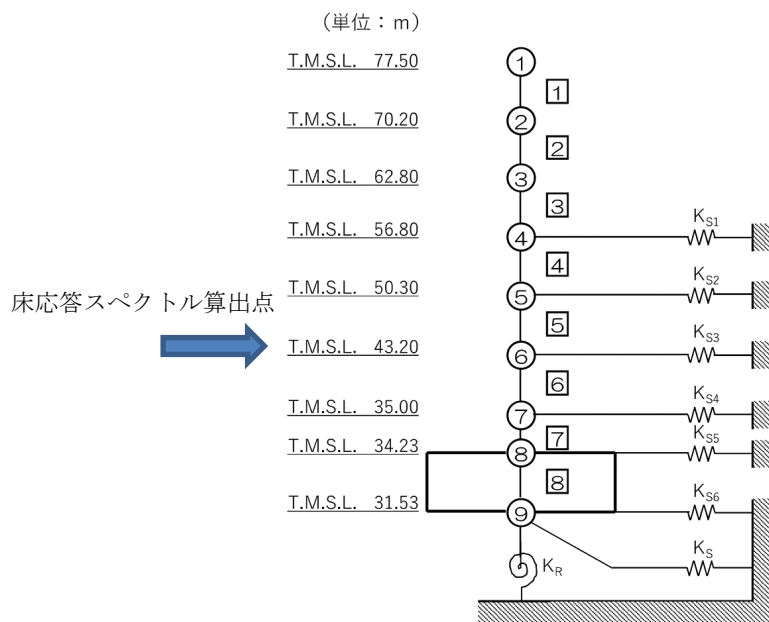 （単位：m）
T.M.S.L. 77.50
①
1
T.M.S.L. 70.20
②
2
T.M.S.L. 62.80
③
3
T.M.S.L. 56.80
④
KS1
4
T.M.S.L. 50.30
⑤
KS2
床応答スペクトル算出点
5
T.M.S.L. 43.20
⑥
KS3
6
T.M.S.L. 35.00
⑦
KS4
7
T.M.S.L. 34.23
⑧
KS5
8
T.M.S.L. 31.53
⑨
KS6
KS
KR